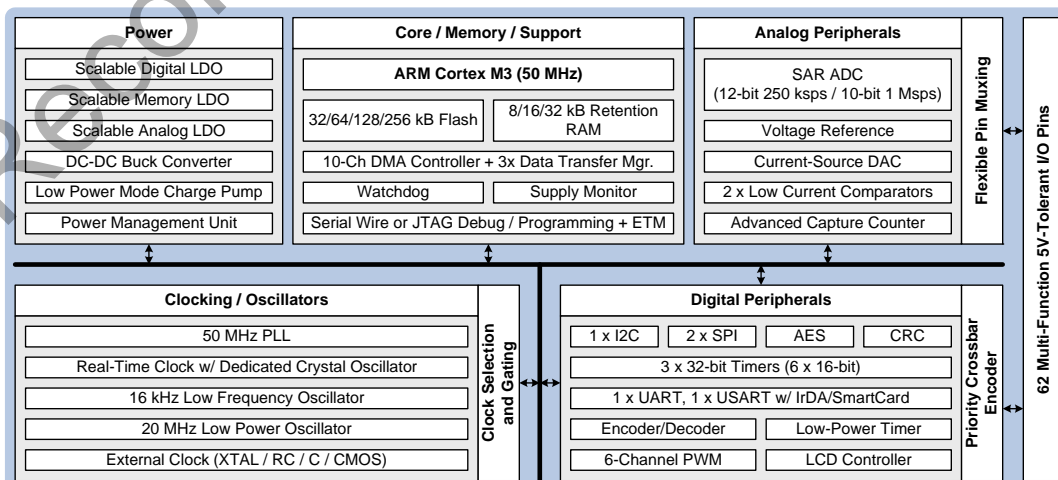 Recor
Power
Scalable Digital LDO
Scalable Memory LDO
Scalable Analog LDO
DC-DC Buck Converter
Low Power Mode Charge Pump
Power Management Unit
Core / Memory / Support
ARM Cortex M3 (50 MHz)
32/64/128/256 kB Flash
8/16/32 kB Retention
RAM
10-Ch DMA Controller + 3x Data Transfer Mgr.
Watchdog
Supply Monitor
Serial Wire or JTAG Debug / Programming + ETM
Analog Peripherals
SAR ADC
(12-bit 250 ksps / 10-bit 1 Msps)
Voltage Reference
Current-Source DAC
2 x Low Current Comparators
Advanced Capture Counter
Flexible Pin Muxing
62 Multi-Function 5V-Tolerant I/O Pins
Clocking / Oscillators
50 MHz PLL
Real-Time Clock w/ Dedicated Crystal Oscillator
16 kHz Low Frequency Oscillator
20 MHz Low Power Oscillator
External Clock (XTAL / RC / C / CMOS)
Clock Selection
and Gating
Digital Peripherals
1 x I2C
2 x SPI
AES
CRC
3 x 32-bit Timers (6 x 16-bit)
1 x UART, 1 x USART w/ IrDA/SmartCard
Encoder/Decoder
Low-Power Timer
6-Channel PWM
LCD Controller
Priority Crossbar
Encoder